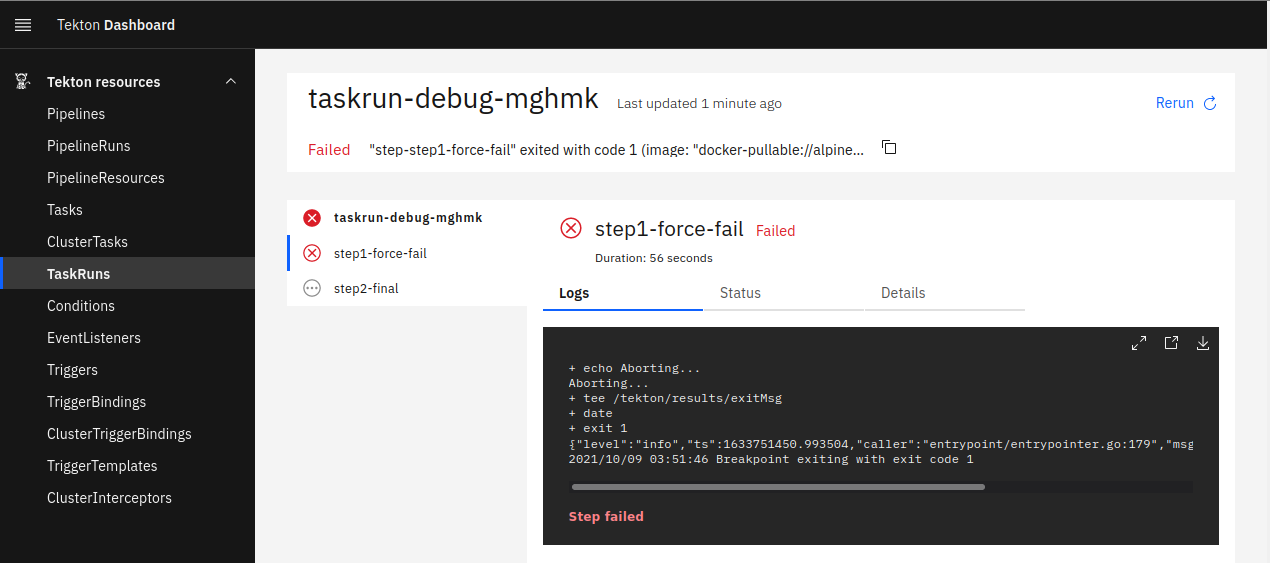 Tekton Dashboard
Tekton resources
Pipelines
PipelineRuns
PipelineResources
Tasks
ClusterTasks
TaskRuns
Conditions
EventListeners
Triggers
TriggerBindings
ClusterTriggerBindings
TriggerTemplates
ClusterInterceptors
taskrun-debug-mghmk Last updated 1 minute ago Rerun
Failed "step-step1-force-fail" exited with code 1 (image: "docker-pullable://alpine...
taskrun-debug-mghmk
step1-force-fail
step2-final
step1-force-fail Failed
Duration: 56 seconds
Logs Status Details
+ echo Aborting...
Aborting...
+ tee /tekton/results/exitMsg
+ date
+ exit 1
{"level":"info","ts":1633751450.993504,"caller":"entrypoint/entrypointer.go:179","msg
2021/10/09 03:51:46 Breakpoint exiting with exit code 1
Step failed